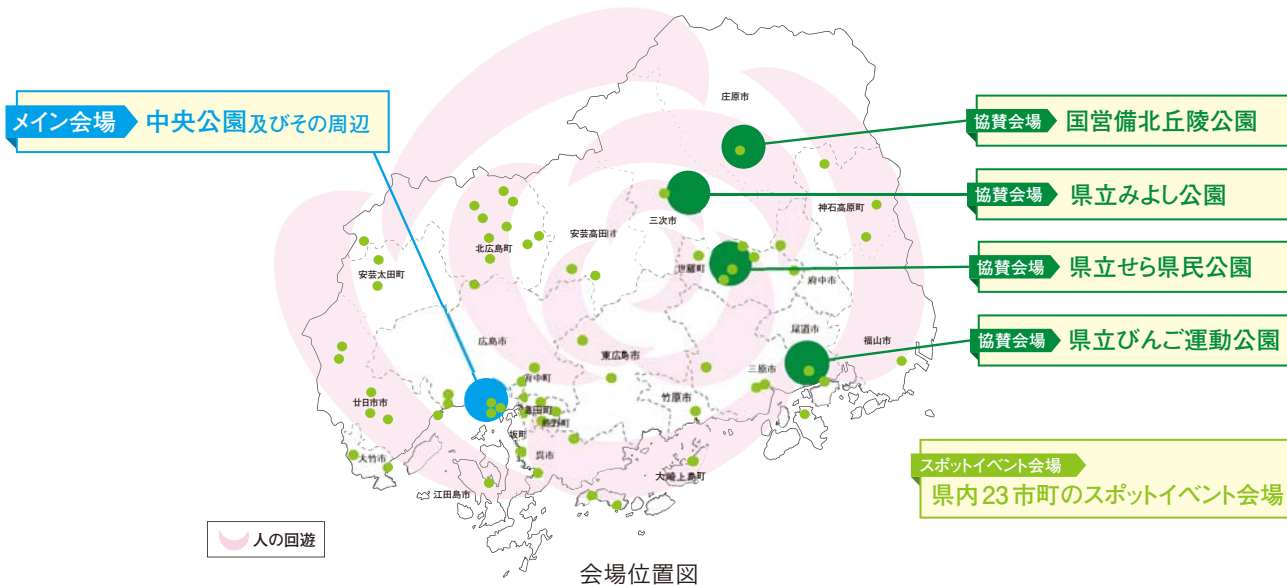 メイン会場 中央公園及びその周辺
協賛会場 国営備北丘陵公園
協賛会場 県立みよし公園
協賛会場 県立せら県民公園
協賛会場 県立びんご運動公園
スポットイベント会場
県内23市町のスポットイベント会場
庄原市
三次市
神石高原町
安芸高田市
北広島町
安芸太田町
世羅町
府中市
尾道市
福山市
広島市
東広島市
三原市
府中町
竹原市
廿日市市
海田町
熊野町
坂町
呉市
大竹市
大崎上島町
江田島市
人の回遊
会場位置図